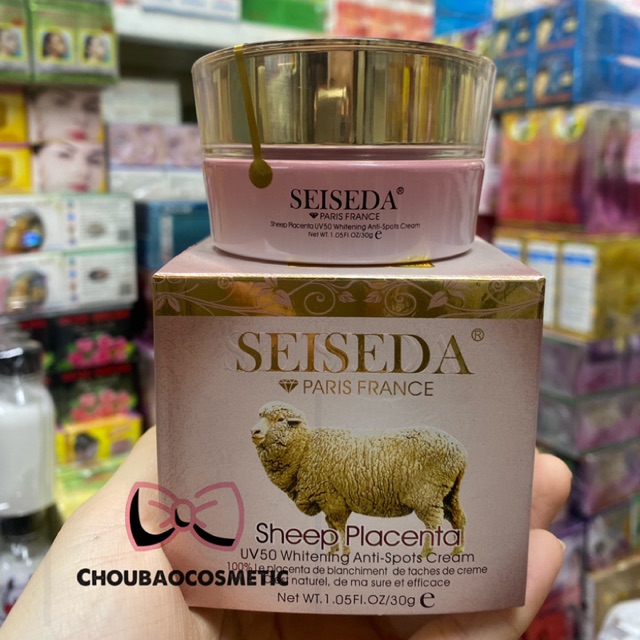 SEISEDA®
PARIS FRANCE
Sheep Placenta UV50 Whitening Anti-Spots Cream
NET WT. 1.05FL.OZ/30g e
SEISEDA®
PARIS FRANCE
Sheep Placenta
UV50 Whitening Anti-Spots Cream
100% Le placenta de blanchiment de taches de creme
naturel, de ma sure et efficace
CHOUBAOCOSMETIC
NET WT. 1.05FL.OZ/30g e